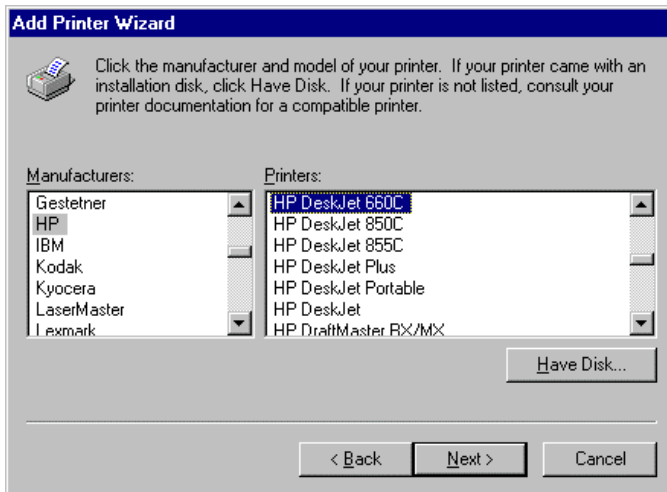 Add Printer Wizard
Click the manufacturer and model of your printer. If your printer came with an
installation disk, click Have Disk. If your printer is not listed, consult your
printer documentation for a compatible printer.
Manufacturers:
Gestetner
HP
IBM
Kodak
Kyocera
LaserMaster
Lexmark
Printers:
HP DeskJet 660C
HP DeskJet 850C
HP DeskJet 855C
HP DeskJet Plus
HP DeskJet Portable
HP DeskJet
HP DraftMaster RX/MX
Have Disk...
< Back
Next >
Cancel